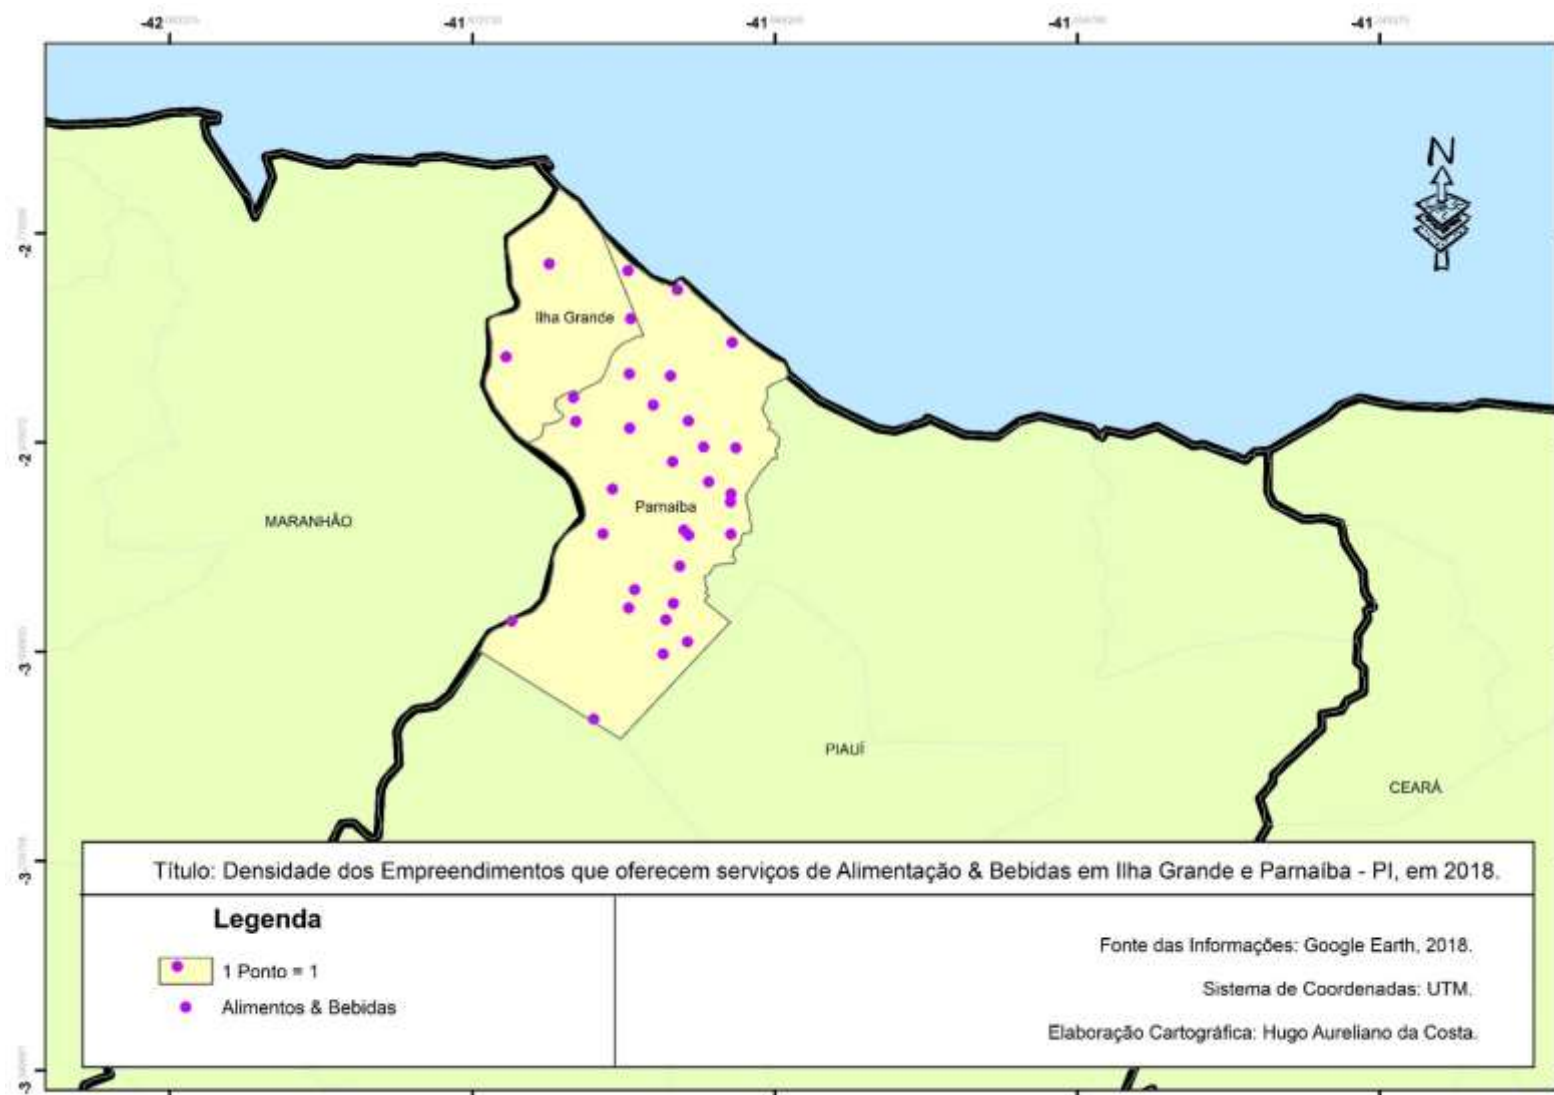 -42
-41
-41
-41
-41
N
-2
Ilha Grande
-2
Parnaíba
MARANHÃO
-3
PIAUÍ
CEARÁ
-3
Título: Densidade dos Empreendimentos que oferecem serviços de Alimentação & Bebidas em Ilha Grande e Parnaíba - PI, em 2018.
Legenda
1 Ponto = 1
Alimentos & Bebidas
Fonte das Informações: Google Earth, 2018.
Sistema de Coordenadas: UTM.
Elaboração Cartográfica: Hugo Aureliano da Costa.
-3